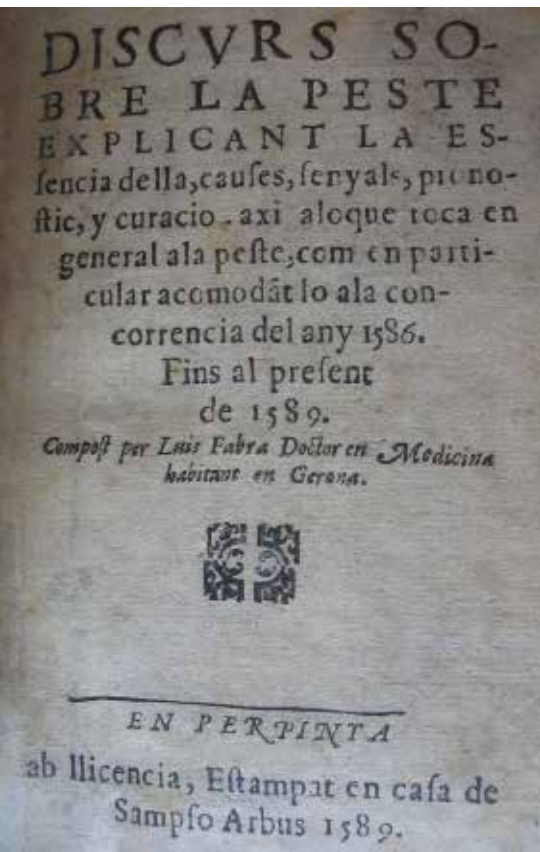 DISCVRS SO-
BRE LA PESTE
EXPLICANT LA ES-
ſencia della, cauſes, ſenyals, prono-
ſtic, y curacio. axi aloque toca en
general ala peſte, com en parti-
cular acomodãt lo ala con-
correncia del any 1586.
Fins al preſent
de 1589.
Compoſt per Luis Fabra Doctor en Medicina
habitant en Gerona.
EN PERPINYA
ab llicencia, Eſtampat en caſa de
Sampſo Arbus 1589.